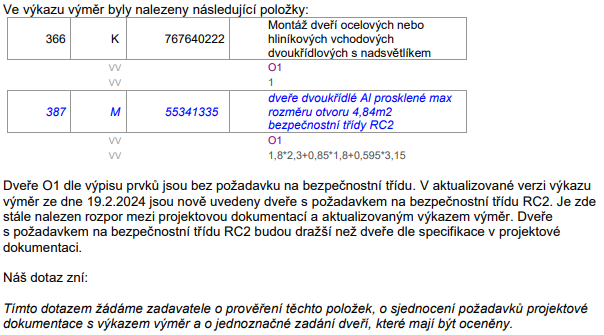 Ve výkazu výměr byly nalezeny následující položky:
366 K 767640222 Montáž dveří ocelových nebo
hliníkových vchodových
dvoukřídlových s nadsvětlíkem
VV O1
VV 1
387 M 55341335 dveře dvoukřídlé Al prosklené max
rozměru otvoru 4,84m2
bezpečnostní třídy RC2
VV O1
VV 1,8*2,3+0,85*1,8+0,595*3,15
Dveře O1 dle výpisu prvků jsou bez požadavku na bezpečnostní třídu. V aktualizované verzi výkazu
výměr ze dne 19.2.2024 jsou nově uvedeny dveře s požadavkem na bezpečnostní třídu RC2. Je zde
stále nalezen rozpor mezi projektovou dokumentací a aktualizovaným výkazem výměr. Dveře
s požadavkem na bezpečnostní třídu RC2 budou dražší než dveře dle specifikace v projektové
dokumentaci.
Náš dotaz zní:
Tímto dotazem žádáme zadavatele o prověření těchto položek, o sjednocení požadavků projektové
dokumentace s výkazem výměr a o jednoznačné zadání dveří, které mají být oceněny.